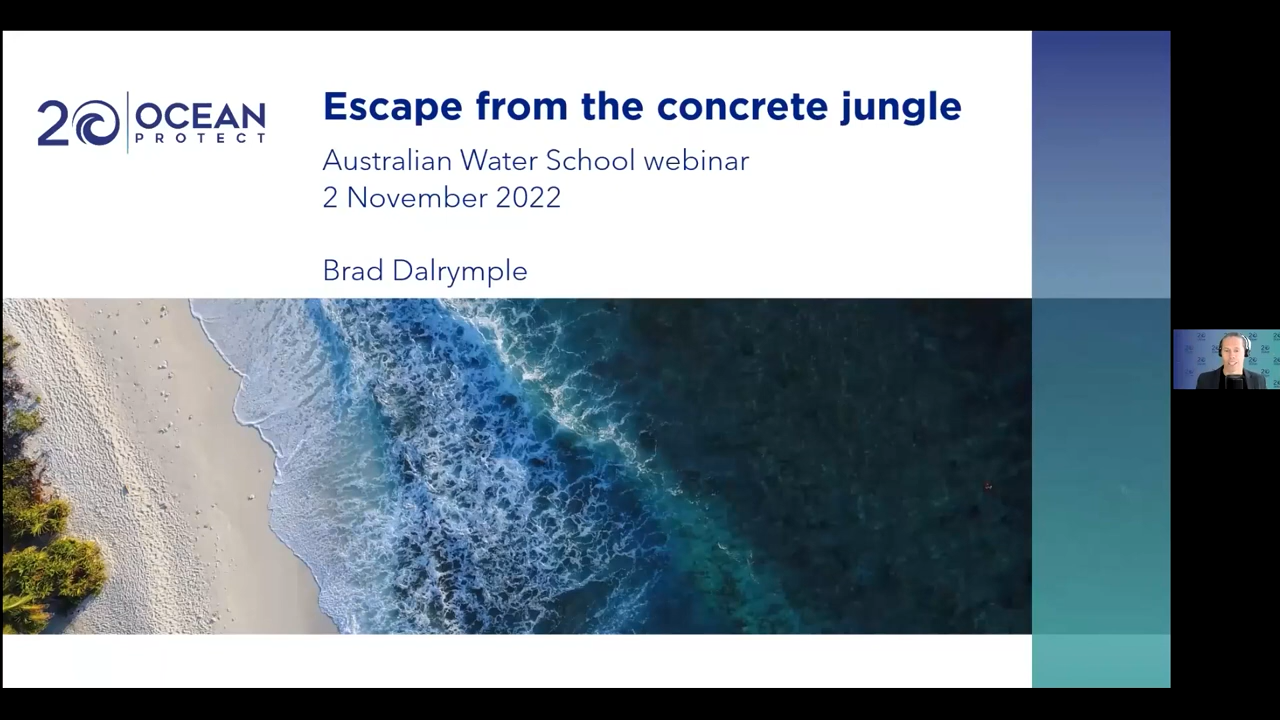 20 OCEAN
PROTECT
Escape from the concrete jungle
Australian Water School webinar
2 November 2022
Brad Dalrymple